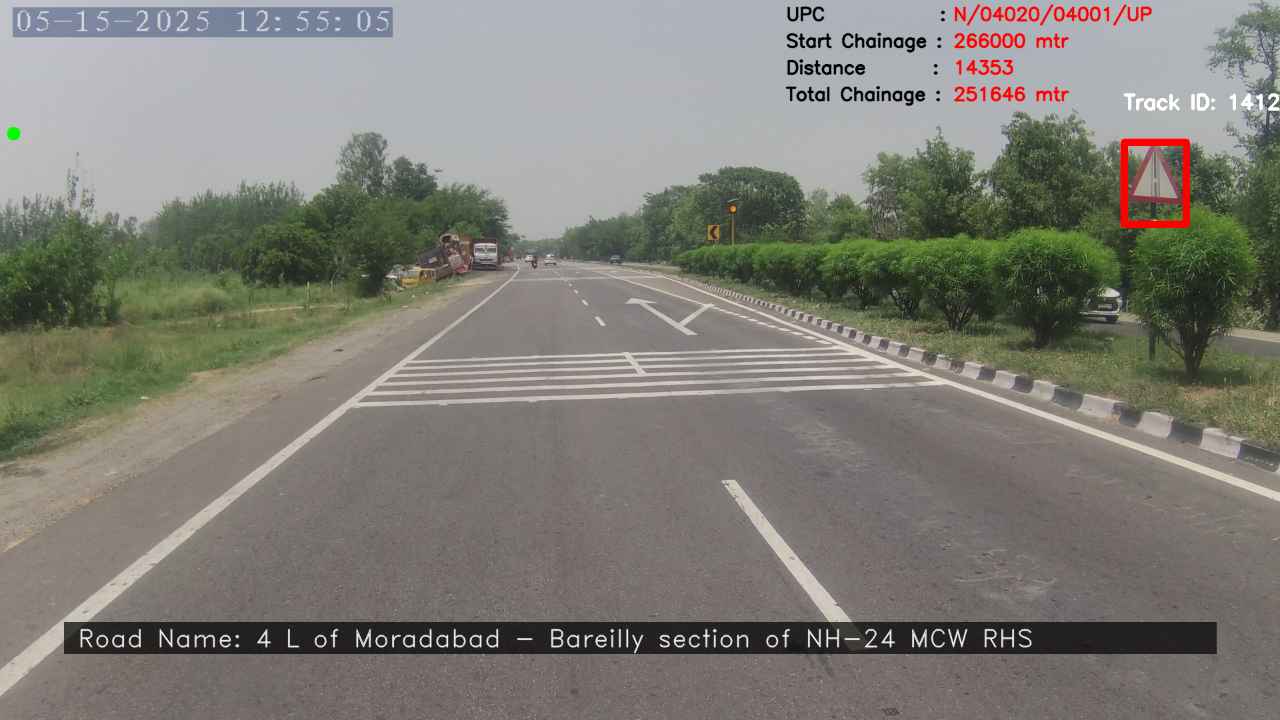 05-15-2025 12:55:05
UPC : N/04020/04001/UP
Start Chainage : 266000 mtr
Distance : 14353
Total Chainage : 251646 mtr
Track ID: 1412
Road Name: 4 L of Moradabad - Bareilly section of NH-24 MCW RHS